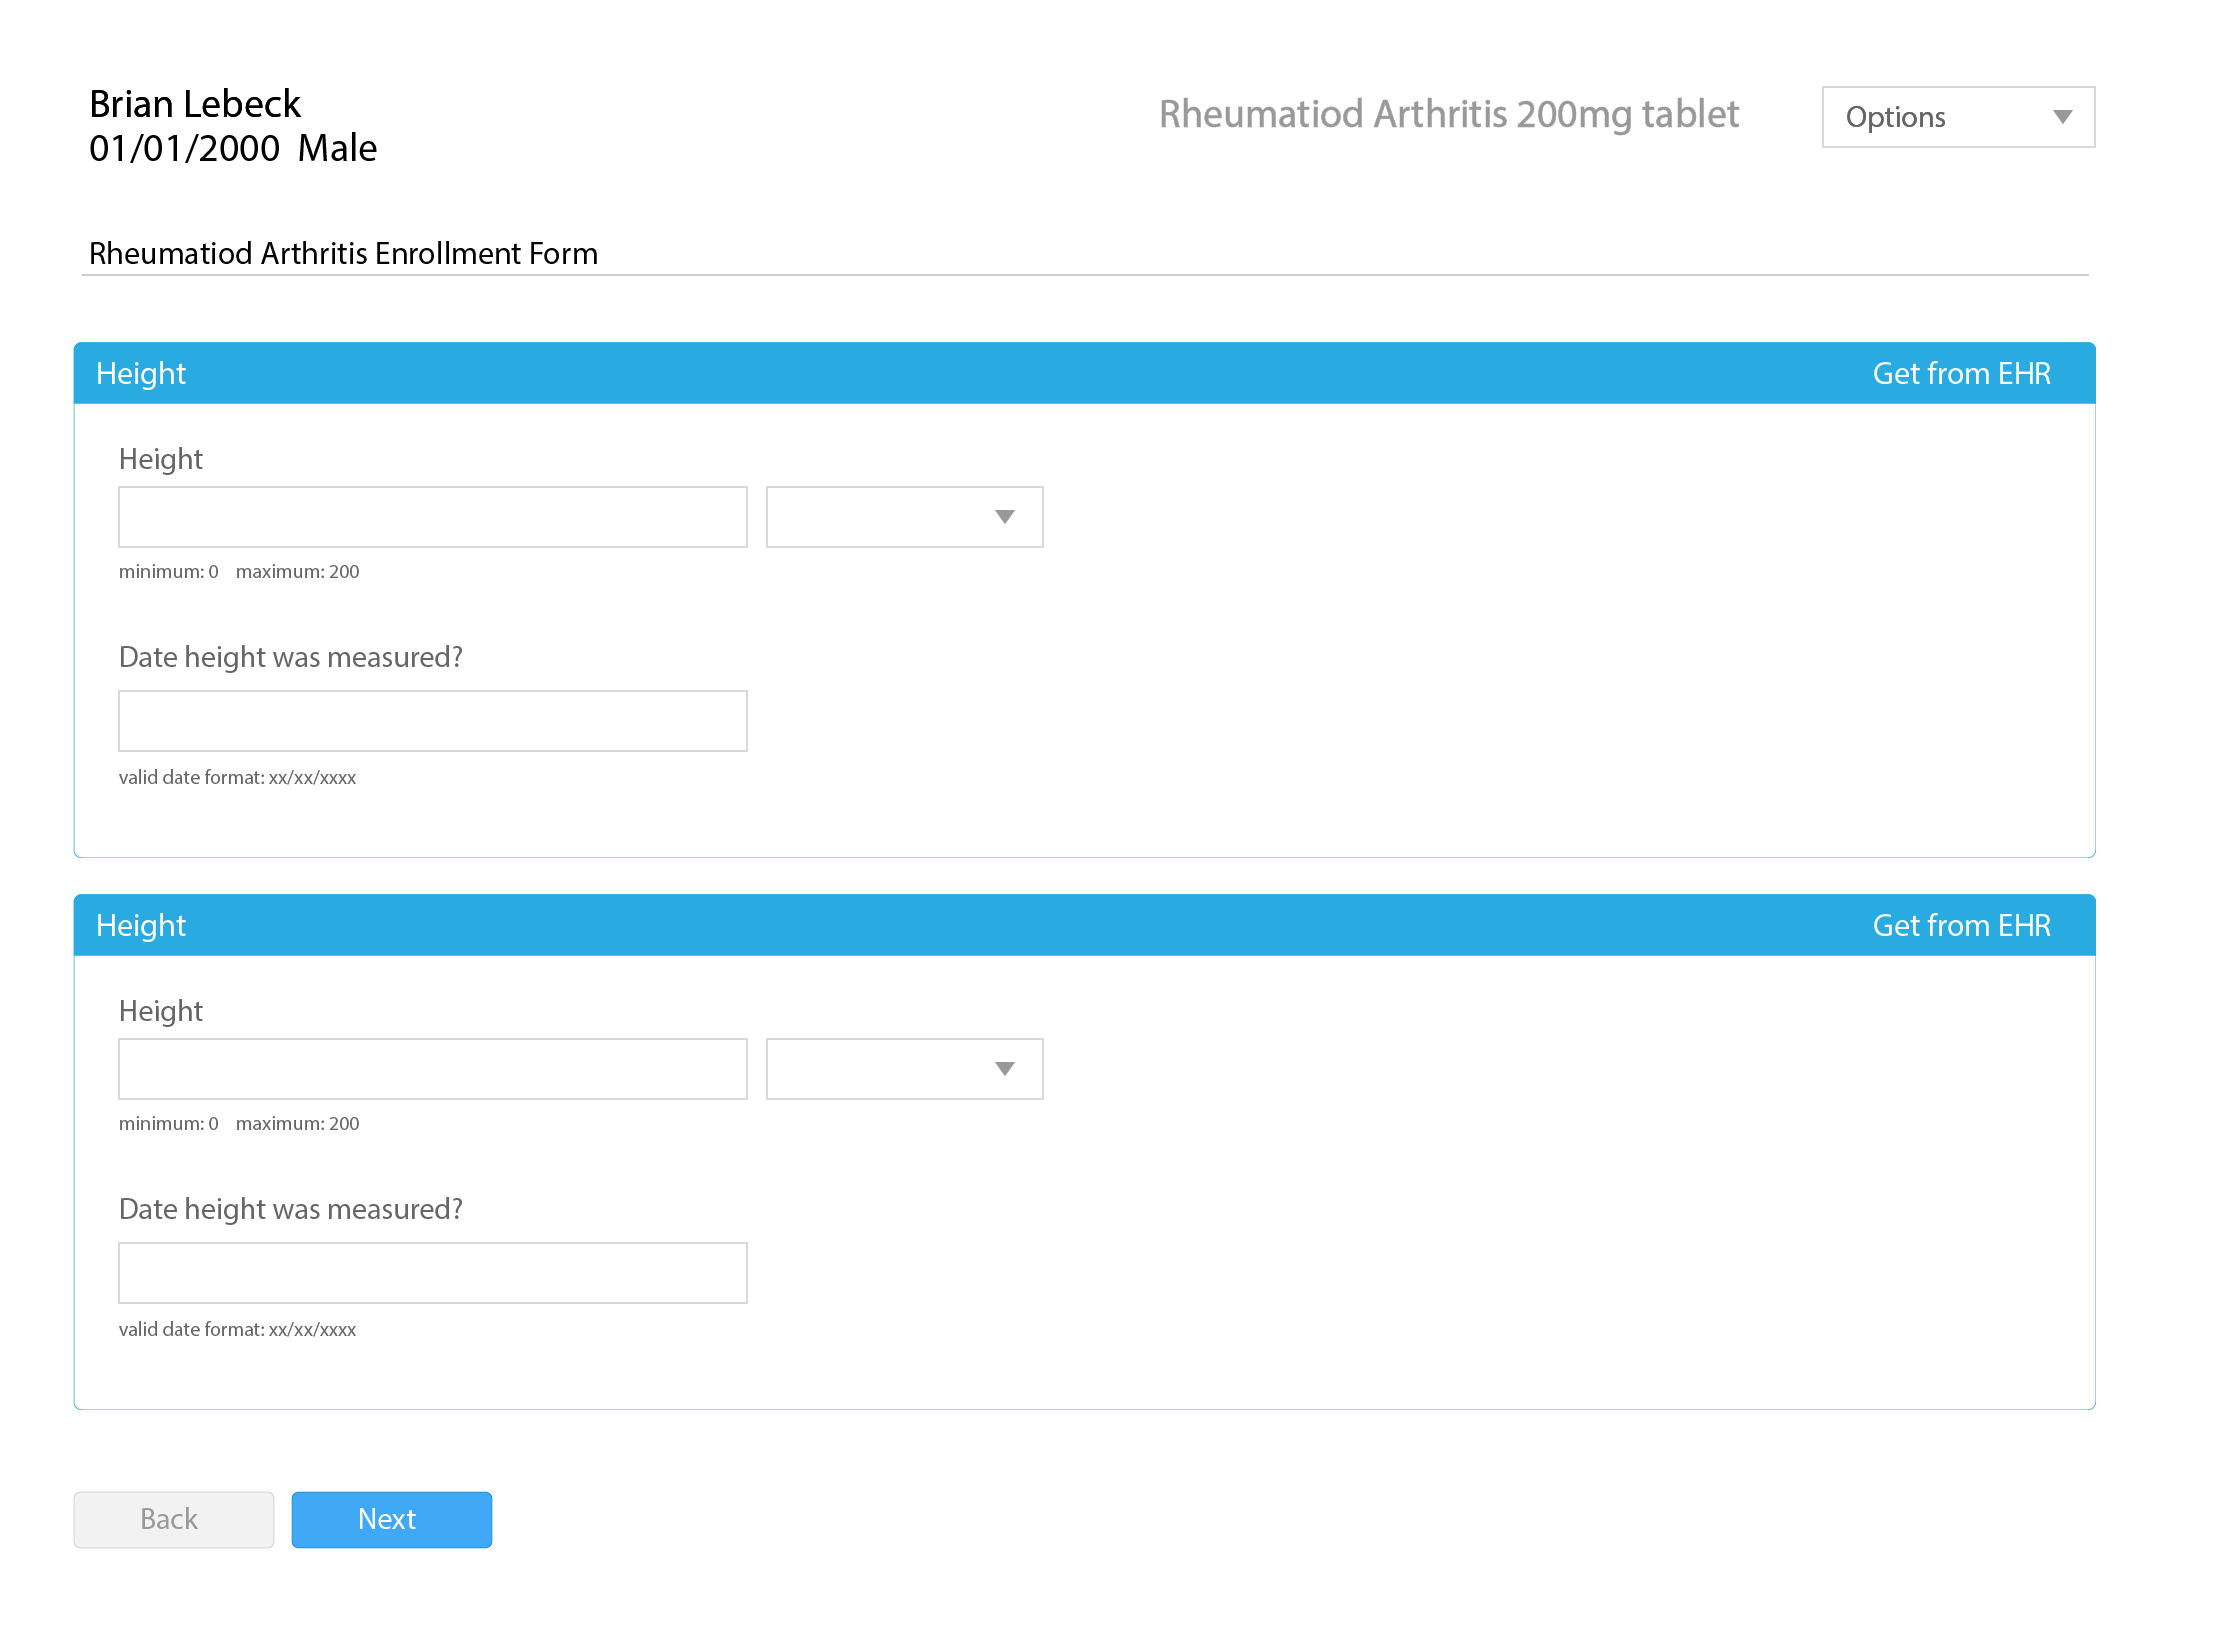 Brian Lebeck
01/01/2000 Male
Rheumatiod Arthritis 200mg tablet
Options
Rheumatiod Arthritis Enrollment Form
Height
Get from EHR
Height
minimum: 0 maximum: 200
Date height was measured?
valid date format: xx/xx/xxxx
Height
Get from EHR
Height
minimum: 0 maximum: 200
Date height was measured?
valid date format: xx/xx/xxxx
Back
Next